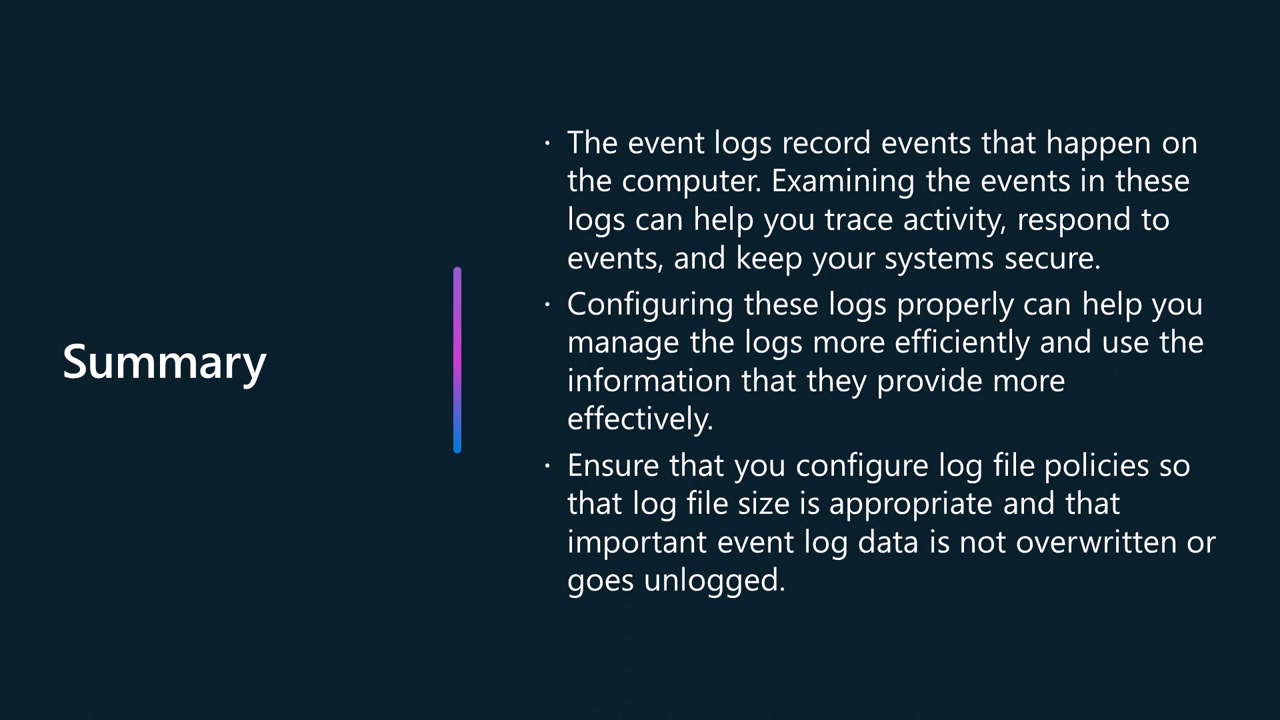 Summary
· The event logs record events that happen on
the computer. Examining the events in these
logs can help you trace activity, respond to
events, and keep your systems secure.
· Configuring these logs properly can help you
manage the logs more efficiently and use the
information that they provide more
effectively.
· Ensure that you configure log file policies so
that log file size is appropriate and that
important event log data is not overwritten or
goes unlogged.